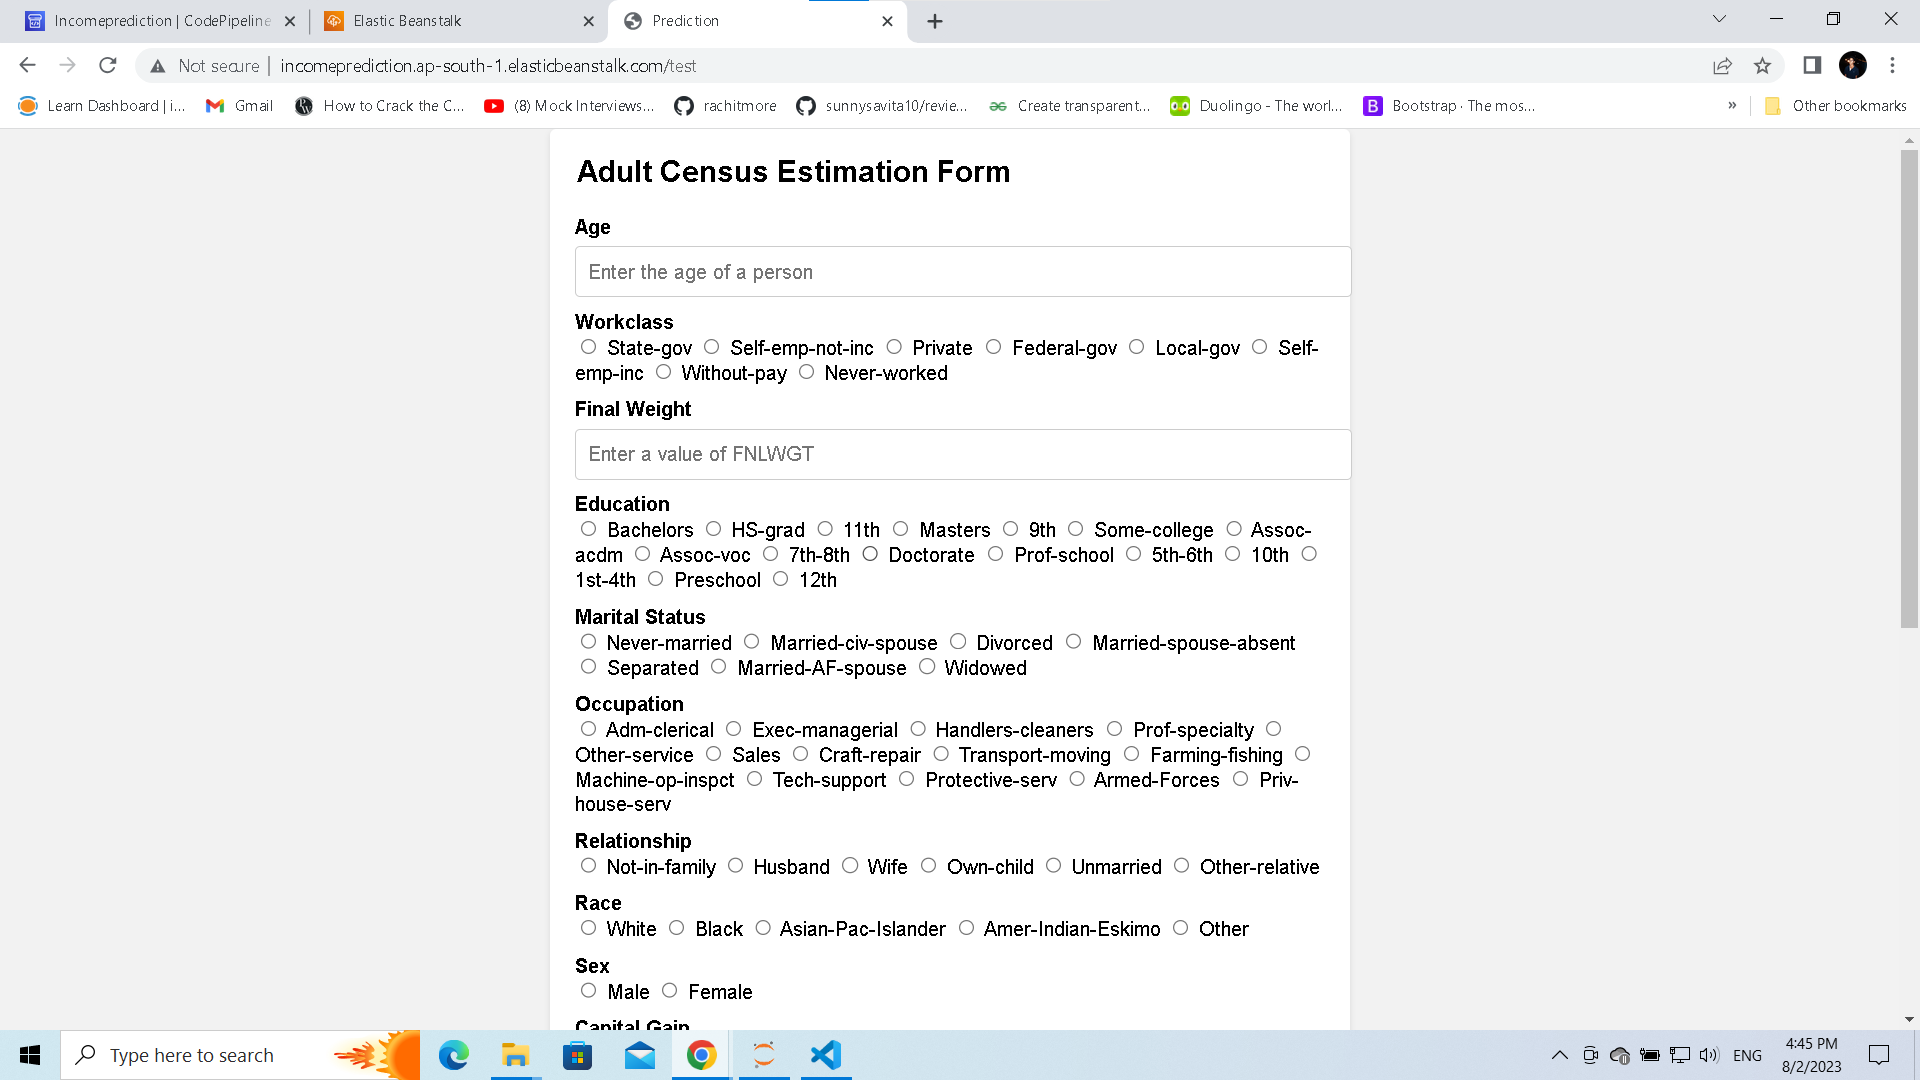 Incomeprediction | CodePipeline
Elastic Beanstalk
Prediction
Not secure | incomeprediction.ap-south-1.elasticbeanstalk.com/test
Learn Dashboard | i...
Gmail
How to Crack the C...
(8) Mock Interviews...
rachitmore
sunnysavita10/revie...
Create transparent...
Duolingo - The worl...
B Bootstrap · The mos...
»
Other bookmarks
Adult Census Estimation Form
Age
Enter the age of a person
Workclass
State-gov Self-emp-not-inc Private Federal-gov Local-gov Self-
emp-inc Without-pay Never-worked
Final Weight
Enter a value of FNLWGT
Education
Bachelors HS-grad 11th Masters 9th Some-college Assoc-
acdm Assoc-voc 7th-8th Doctorate Prof-school 5th-6th 10th
1st-4th Preschool 12th
Marital Status
Never-married Married-civ-spouse Divorced Married-spouse-absent
Separated Married-AF-spouse Widowed
Occupation
Adm-clerical Exec-managerial Handlers-cleaners Prof-specialty
Other-service Sales Craft-repair Transport-moving Farming-fishing
Machine-op-inspct Tech-support Protective-serv Armed-Forces Priv-
house-serv
Relationship
Not-in-family Husband Wife Own-child Unmarried Other-relative
Race
White Black Asian-Pac-Islander Amer-Indian-Eskimo Other
Sex
Male Female
Capital Gain
Type here to search
ENG
4:45 PM
8/2/2023